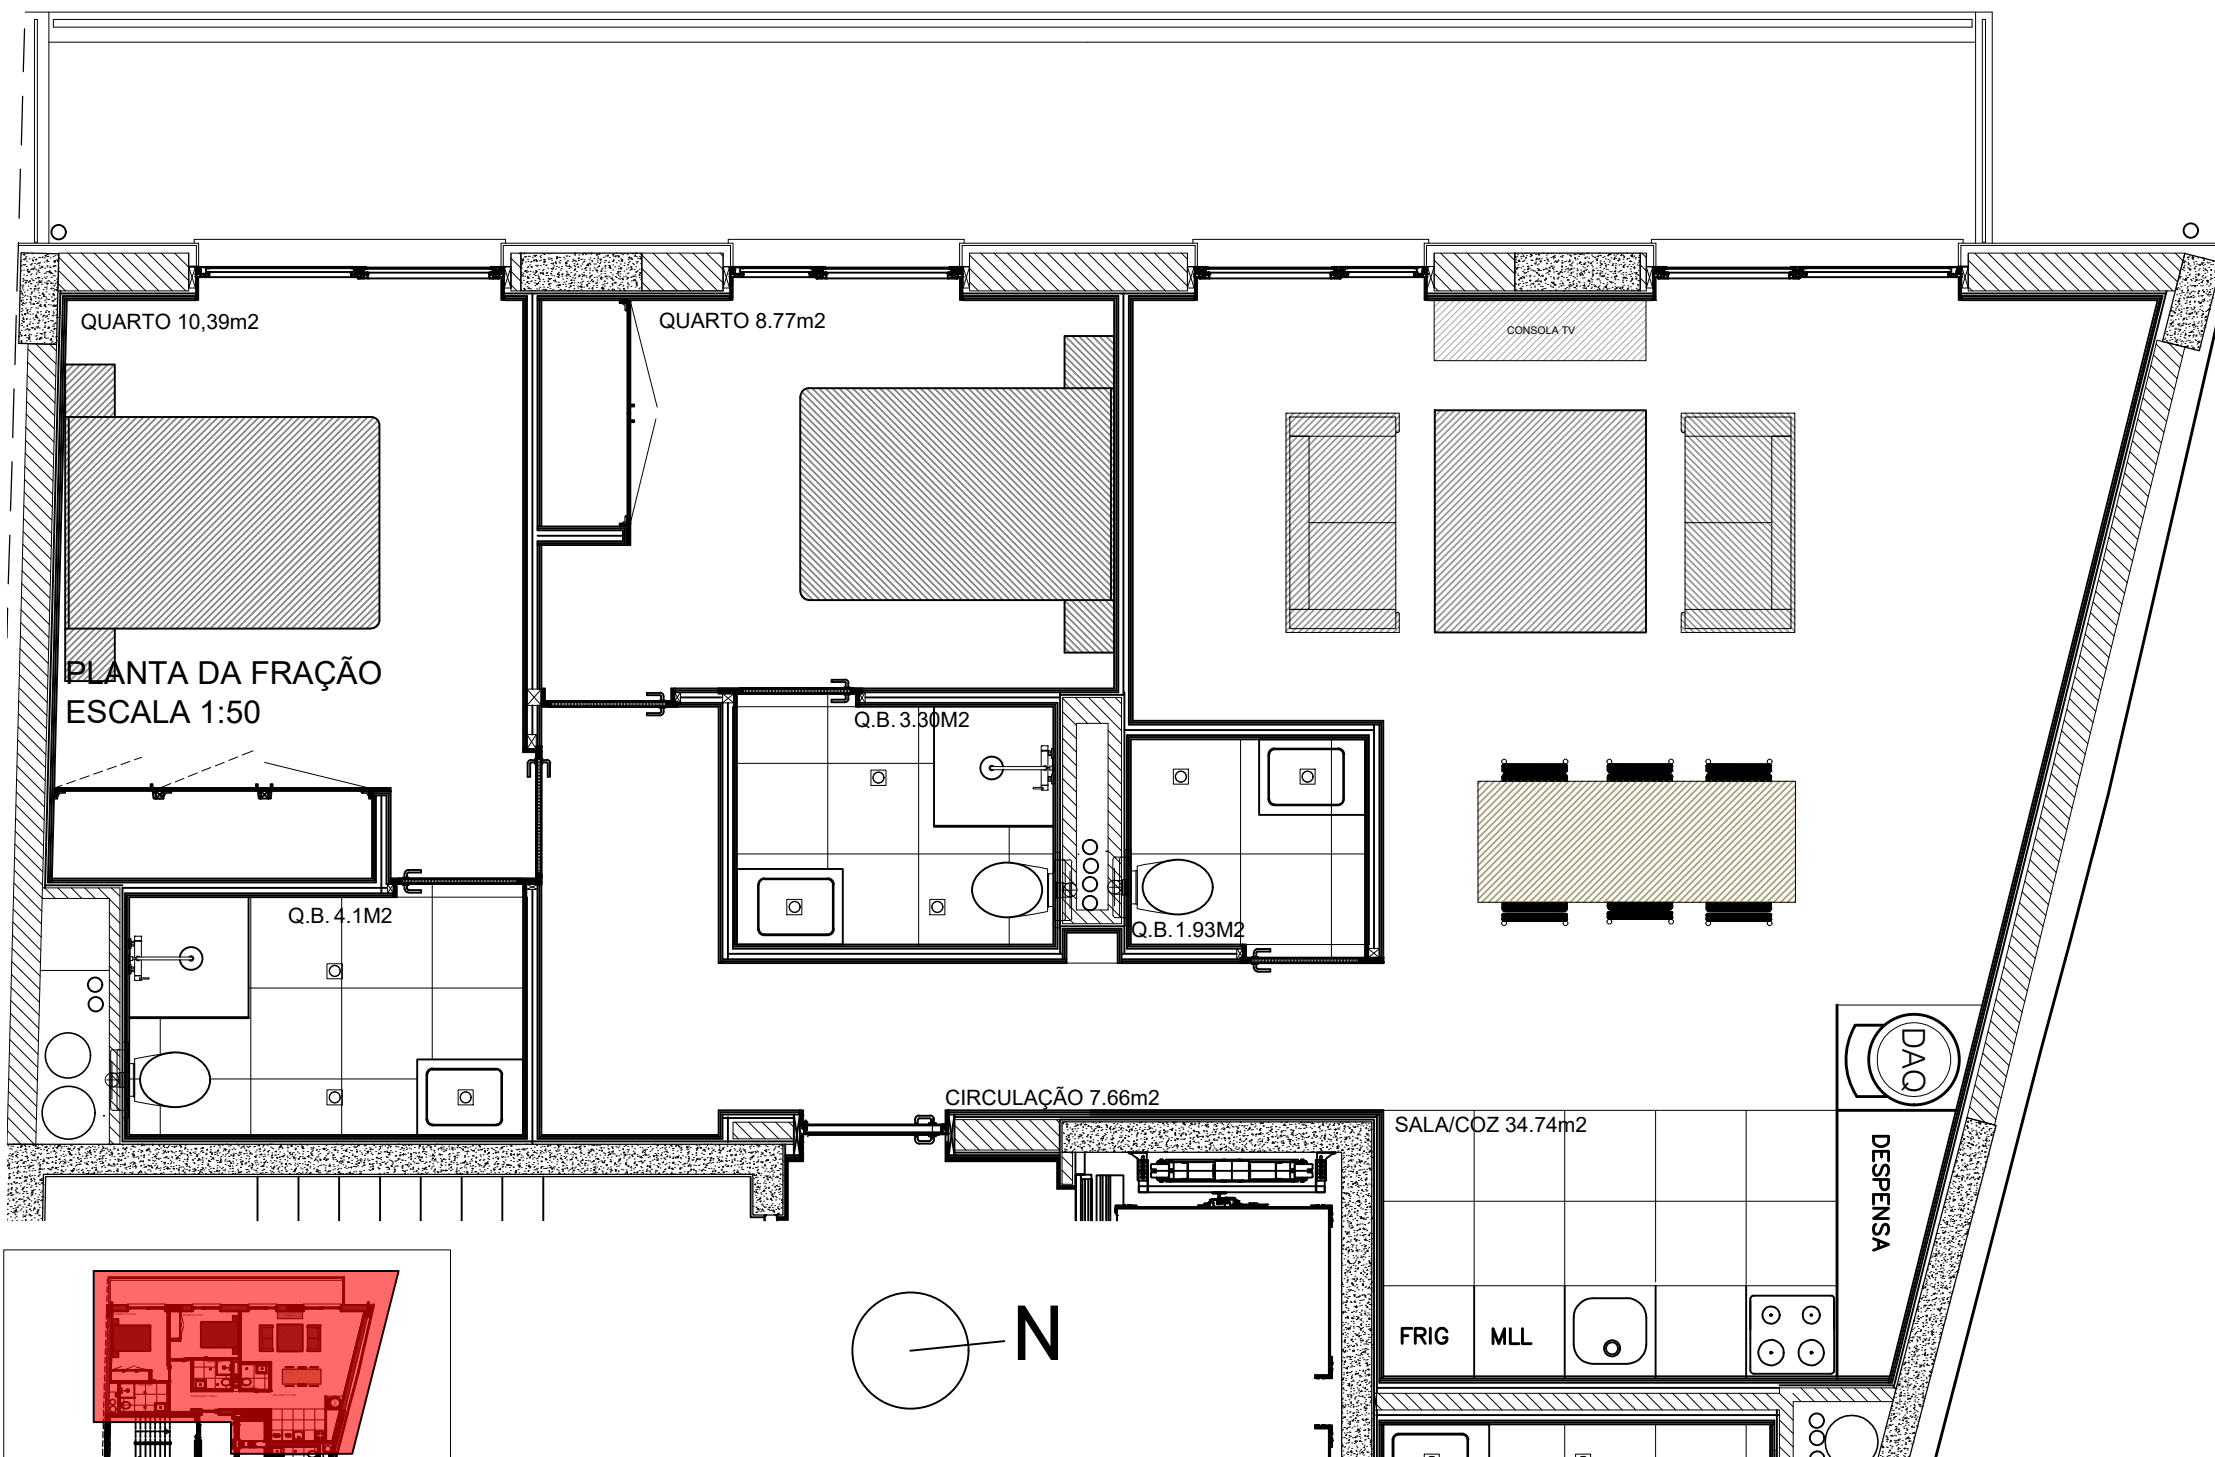 QUARTO 10,39m2
QUARTO 8.77m2
CONSOLA TV
PLANTA DA FRAÇÃO
ESCALA 1:50
Q.B. 3.30M2
Q.B. 4.1M2
Q.B.1.93M2
DAQ
CIRCULAÇÃO 7.66m2
SALA/COZ 34.74m2
DESPENSA
FRIG
MLL
N